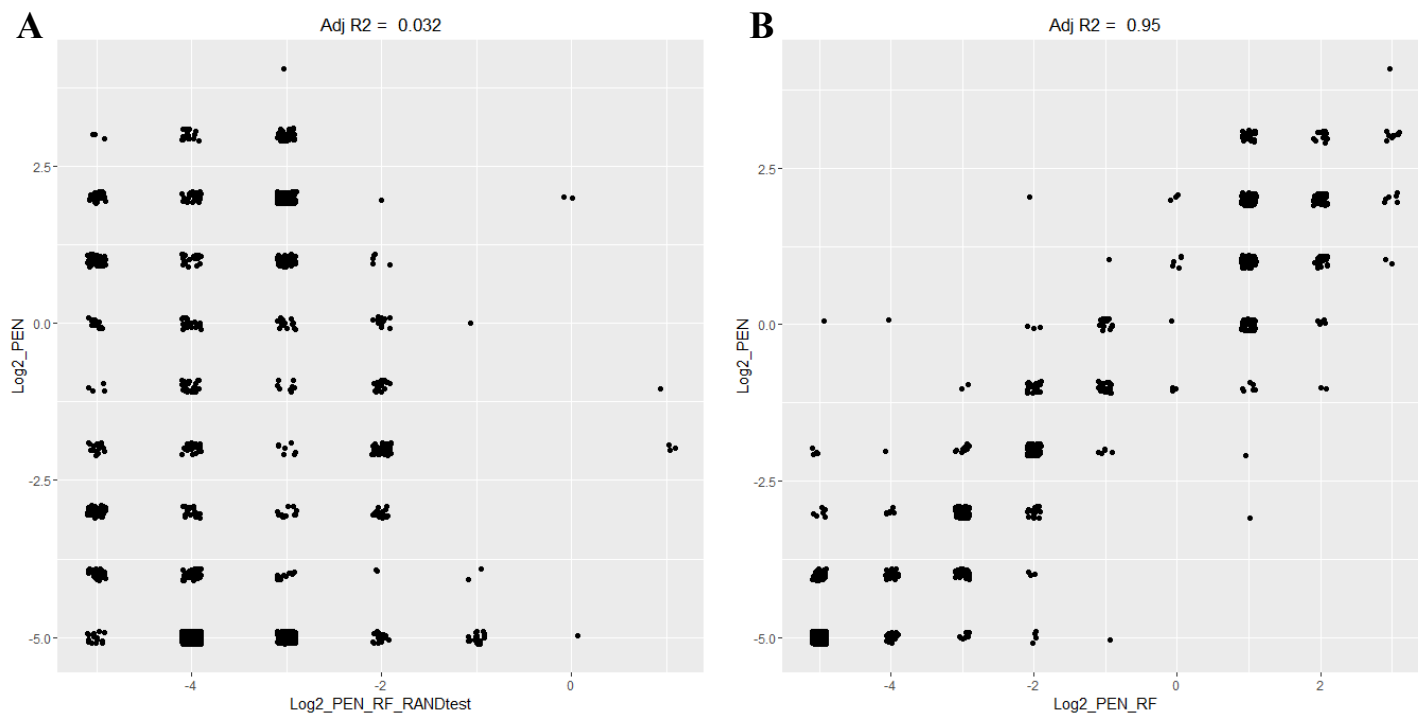 A
Adj R2 = 0.032
2.5
0.0
-2.5
-5.0
Log2_PEN
-4
-2
0
Log2_PEN_RF_RANDtest
B
Adj R2 = 0.95
2.5
0.0
-2.5
-5.0
Log2_PEN
-4
-2
0
2
Log2_PEN_RF